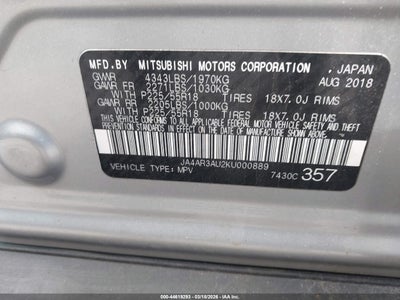 MFD.BY MITSUBISHI MOTORS CORPORATION , JAPAN
GVWR 4343LBS/1970KG AUG 2018
GAWR FR 2271LBS/1030KG
WITH P225/55R18 TIRES 18X7.0J RIMS
GAWR RR 2205LBS/1000KG
WITH P225/55R18 TIRES 18X7.0J RIMS
THIS VEHICLE CONFORMS TO ALL APPLICABLE
FEDERAL MOTOR VEHICLE SAFETY AND THEFT
PREVENTION STANDARDS IN EFFECT ON THE DATE OF
MANUFACTURE SHOWN ABOVE.
JA4AR3AU2KU000889
VEHICLE TYPE: MPV
7430C 357
000-44619293 - 03/18/2026 - IAAI.COM